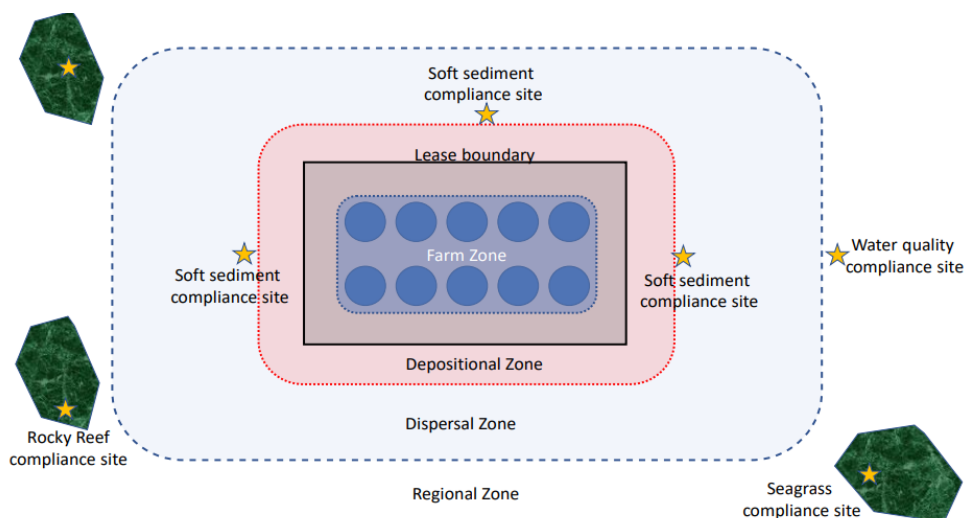 Soft sediment
compliance site
Lease boundary
Farm Zone
Water quality
compliance site
Soft sediment
compliance site
Soft sediment
compliance site
Depositional Zone
Dispersal Zone
Rocky Reef
compliance site
Regional Zone
Seagrass
compliance site